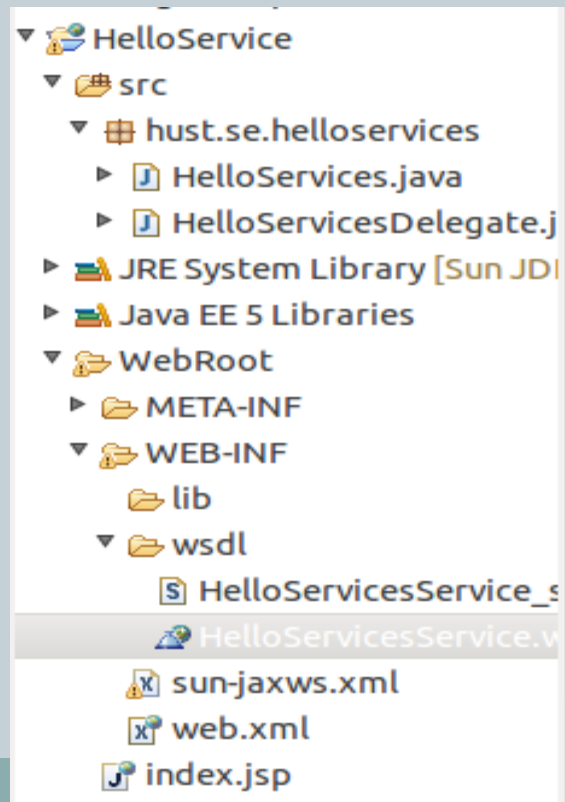 HelloService
src
hust.se.helloservices
HelloServices.java
HelloServicesDelegate.j
JRE System Library [Sun JD
Java EE 5 Libraries
WebRoot
META-INF
WEB-INF
lib
wsdl
HelloServicesService_s
HelloServicesService.w
sun-jaxws.xml
web.xml
index.jsp